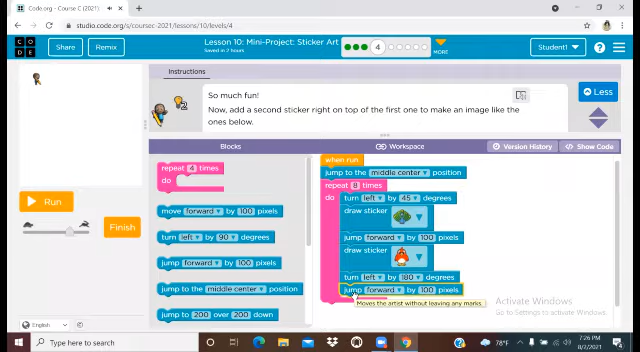 Code.org - Course C (2021)
studio.code.org/s/coursec/lessons/10/levels/4
CO
DE
Share
Remix
Lesson 10: Mini-Project: Sticker Art
Saved in 2 hours
4
MORE
Student1
Instructions
2
So much fun!
Now, add a second sticker right on top of the first one to make an image like the
ones below.
Less
Blocks
Workspace
Version History
Show Code
Run
Finish
repeat 4 times
do
move forward by 100 pixels
turn left by 90 degrees
jump forward by 100 pixels
jump to the middle center position
jump to 200 over 200 down
when run
jump to the middle center position
repeat 8 times
do
turn left by 45 degrees
draw sticker
jump forward by 100 pixels
draw sticker
turn left by 180 degrees
jump forward by 100 pixels
Moves the artist without leaving any marks.
Activate Windows
Go to Settings to activate Windows.
English
Type here to search
78°F
7:26 PM
8/2/2021